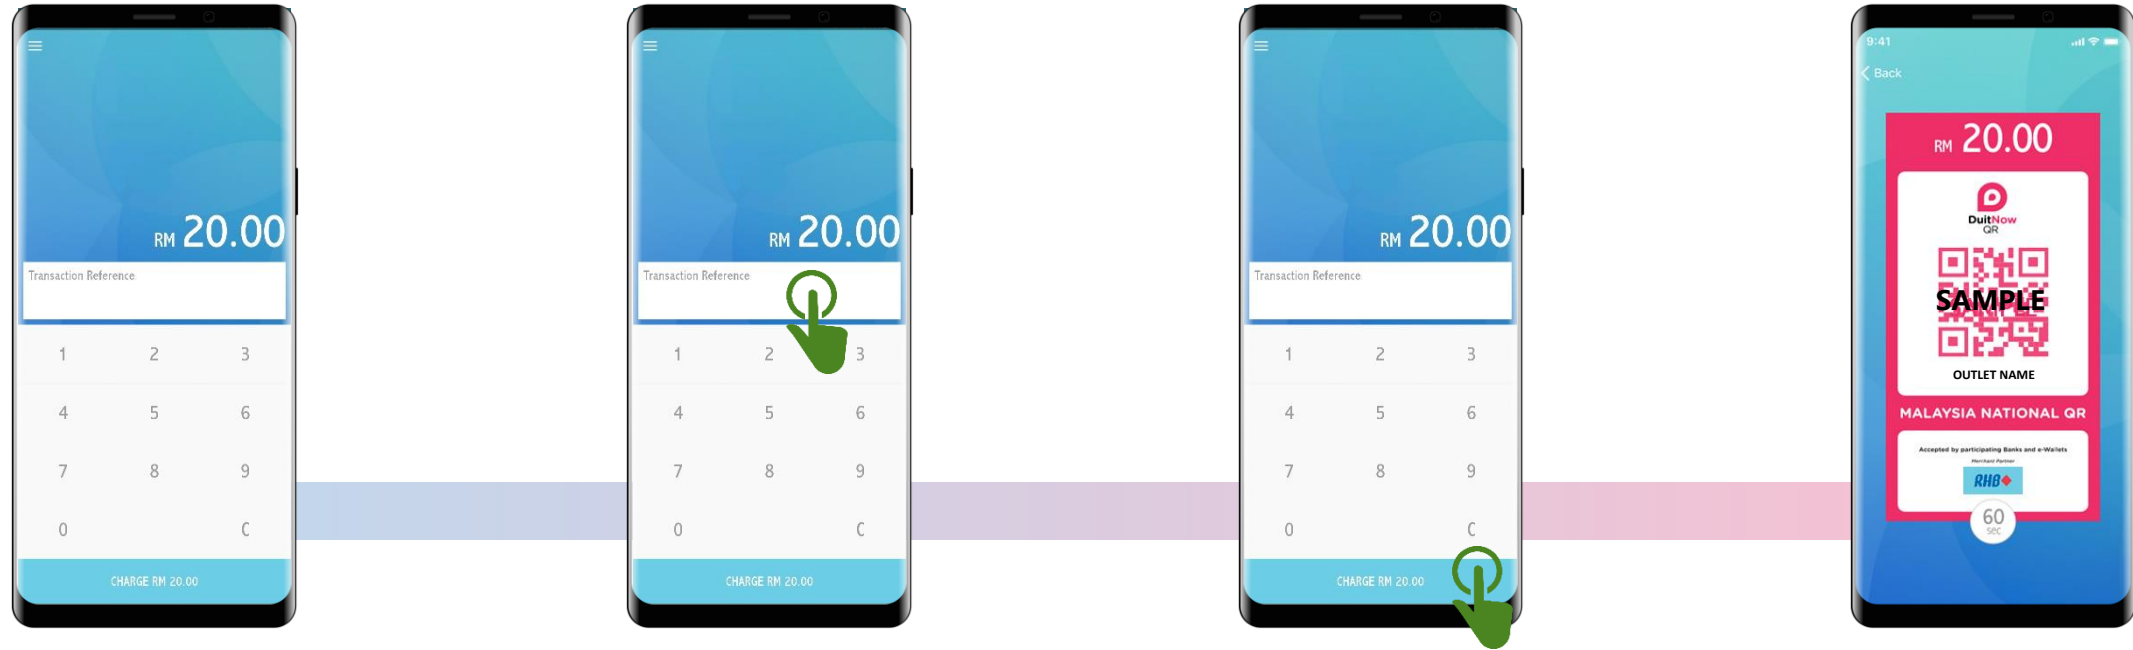 RM 20.00
Transaction Reference
1 2 3
4 5 6
7 8 9
0 C
CHARGE RM 20.00
RM 20.00
Transaction Reference
1 2 3
4 5 6
7 8 9
0 C
CHARGE RM 20.00
RM 20.00
Transaction Reference
1 2 3
4 5 6
7 8 9
0 C
CHARGE RM 20.00
9:41
Back
RM 20.00
DuitNow
QR
SAMPLE
OUTLET NAME
MALAYSIA NATIONAL QR
Accepted by participating Banks and e-Wallets
Merchant Partner
RHB
60
sec